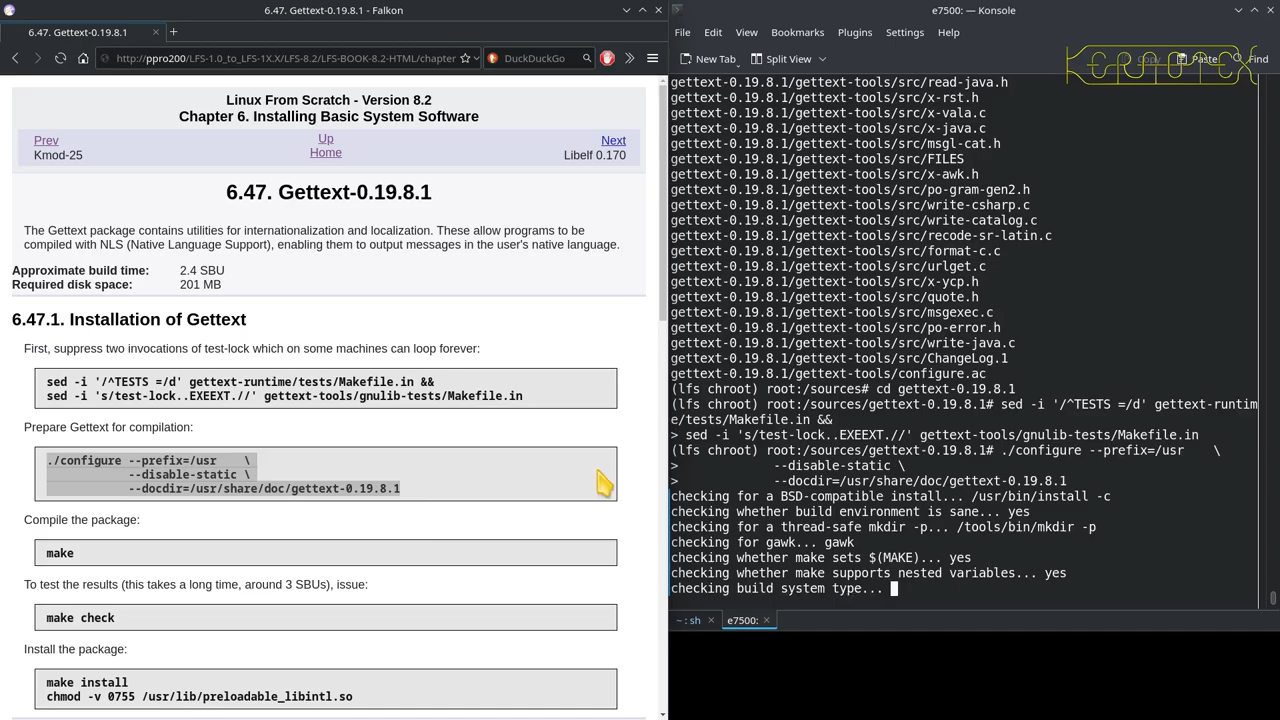 6.47. Gettext-0.19.8.1 - Falkon
6.47. Gettext-0.19.8.1
http://ppro200/LFS-1.0_to_LFS-1X.X/LFS-8.2/LFS-BOOK-8.2-HTML/chapter
DuckDuckGo
Linux From Scratch - Version 8.2
Chapter 6. Installing Basic System Software
Prev
Up
Next
Kmod-25
Home
Libelf 0.170
6.47. Gettext-0.19.8.1
The Gettext package contains utilities for internationalization and localization. These allow programs to be
compiled with NLS (Native Language Support), enabling them to output messages in the user's native language.
Approximate build time: 2.4 SBU
Required disk space: 201 MB
6.47.1. Installation of Gettext
First, suppress two invocations of test-lock which on some machines can loop forever:
sed -i '/^TESTS =/d' gettext-runtime/tests/Makefile.in &&
sed -i 's/test-lock..EXEEXT.//' gettext-tools/gnulib-tests/Makefile.in
Prepare Gettext for compilation:
./configure --prefix=/usr    \
            --disable-static \
            --docdir=/usr/share/doc/gettext-0.19.8.1
Compile the package:
make
To test the results (this takes a long time, around 3 SBUs), issue:
make check
Install the package:
make install
chmod -v 0755 /usr/lib/preloadable_libintl.so
e7500: — Konsole
File Edit View Bookmarks Plugins Settings Help
New Tab Split View Copy Paste Find
gettext-0.19.8.1/gettext-tools/src/read-java.h
gettext-0.19.8.1/gettext-tools/src/x-rst.h
gettext-0.19.8.1/gettext-tools/src/x-vala.c
gettext-0.19.8.1/gettext-tools/src/x-java.c
gettext-0.19.8.1/gettext-tools/src/msgl-cat.h
gettext-0.19.8.1/gettext-tools/src/FILES
gettext-0.19.8.1/gettext-tools/src/x-awk.h
gettext-0.19.8.1/gettext-tools/src/po-gram-gen2.h
gettext-0.19.8.1/gettext-tools/src/write-csharp.c
gettext-0.19.8.1/gettext-tools/src/write-catalog.c
gettext-0.19.8.1/gettext-tools/src/recode-sr-latin.c
gettext-0.19.8.1/gettext-tools/src/format-c.c
gettext-0.19.8.1/gettext-tools/src/urlget.c
gettext-0.19.8.1/gettext-tools/src/x-ycp.h
gettext-0.19.8.1/gettext-tools/src/quote.h
gettext-0.19.8.1/gettext-tools/src/msgexec.c
gettext-0.19.8.1/gettext-tools/src/po-error.h
gettext-0.19.8.1/gettext-tools/src/write-java.c
gettext-0.19.8.1/gettext-tools/src/ChangeLog.1
gettext-0.19.8.1/gettext-tools/configure.ac
(lfs chroot) root:/sources# cd gettext-0.19.8.1
(lfs chroot) root:/sources/gettext-0.19.8.1# sed -i '/^TESTS =/d' gettext-runtim
e/tests/Makefile.in &&
> sed -i 's/test-lock..EXEEXT.//' gettext-tools/gnulib-tests/Makefile.in
(lfs chroot) root:/sources/gettext-0.19.8.1# ./configure --prefix=/usr    \
>             --disable-static \
>             --docdir=/usr/share/doc/gettext-0.19.8.1
checking for a BSD-compatible install... /usr/bin/install -c
checking whether build environment is sane... yes
checking for a thread-safe mkdir -p... /tools/bin/mkdir -p
checking for gawk... gawk
checking whether make sets $(MAKE)... yes
checking whether make supports nested variables... yes
checking build system type...
~ : sh
e7500: